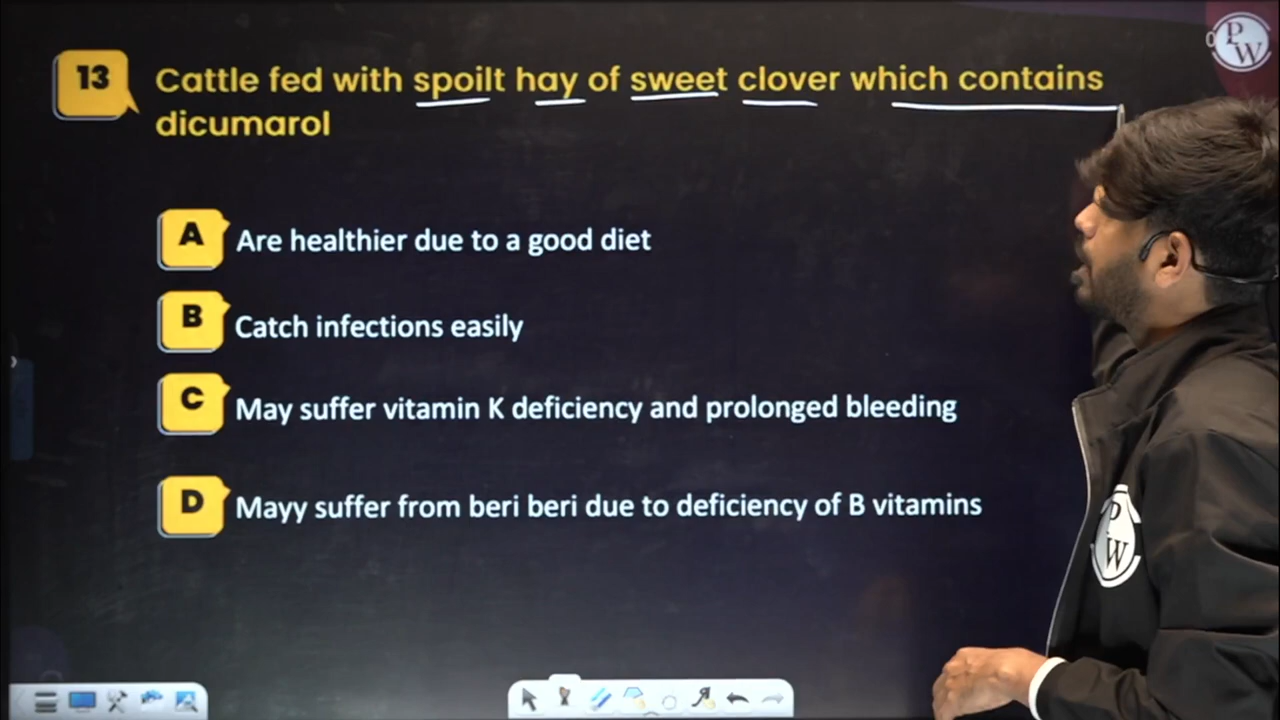 13
Cattle fed with spoilt hay of sweet clover which contains
dicumarol
A
Are healthier due to a good diet
B
Catch infections easily
C
May suffer vitamin K deficiency and prolonged bleeding
D
Mayy suffer from beri beri due to deficiency of B vitamins
PW
PW